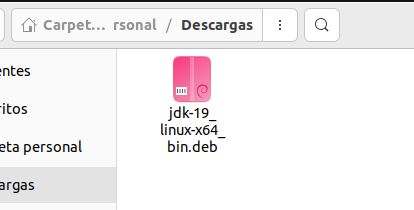 Carpet... rsonal / Descargas
entes
ritos
eta personal
argas
jdk-19_
linux-x64_
bin.deb